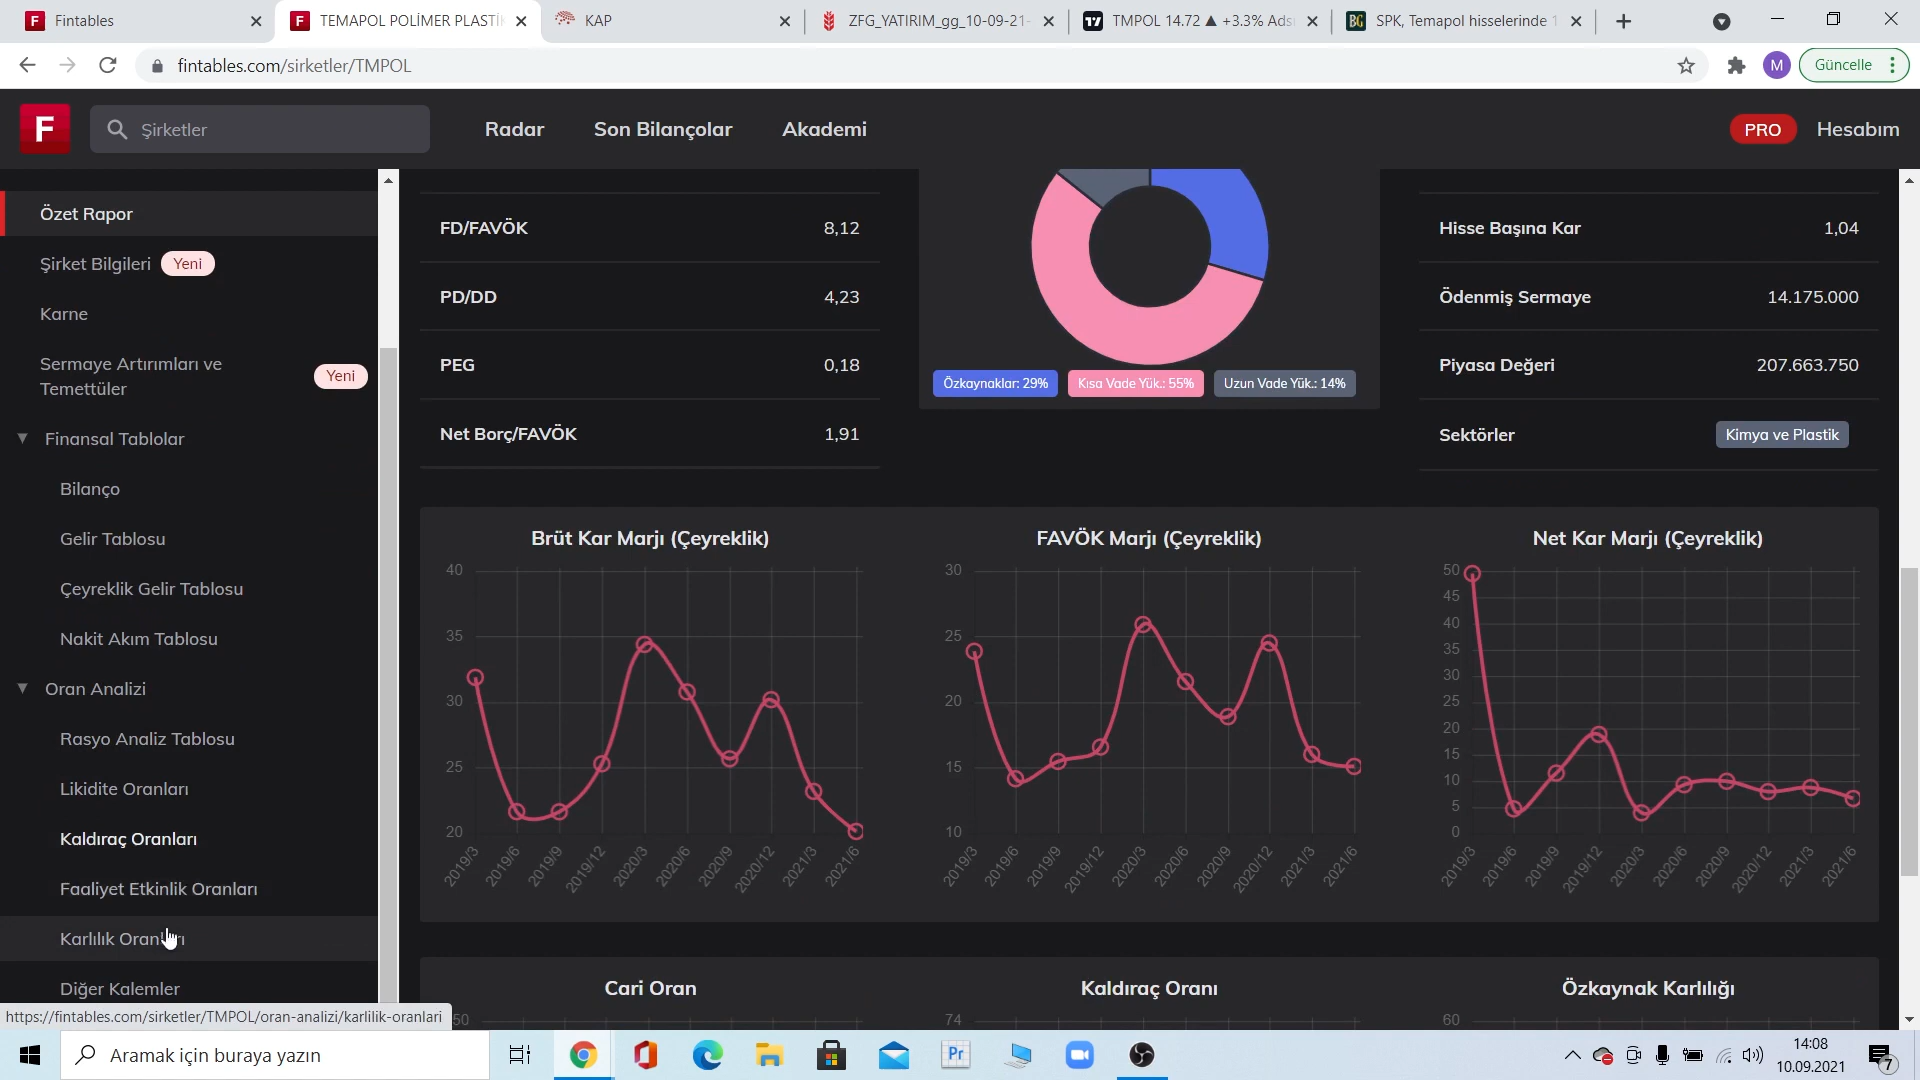 Fintables
TEMAPOL POLİMER PLASTİK
KAP
ZFG_YATIRIM_gg_10-09-21-
TMPOL 14.72 ▲ +3.3% Ads
SPK, Temapol hisselerinde 1
fintables.com/sirketler/TMPOL
M
Güncelle
F
Şirketler
Radar
Son Bilançolar
Akademi
PRO
Hesabım
Özet Rapor
Şirket Bilgileri Yeni
Karne
Sermaye Artırımları ve
Temettüler
Yeni
Finansal Tablolar
Bilanço
Gelir Tablosu
Çeyreklik Gelir Tablosu
Nakit Akım Tablosu
Oran Analizi
Rasyo Analiz Tablosu
Likidite Oranları
Kaldıraç Oranları
Faaliyet Etkinlik Oranları
Karlılık Oranları
Diğer Kalemler
https://fintables.com/sirketler/TMPOL/oran-analizi/karlilik-oranlari
FD/FAVÖK 8,12
PD/DD 4,23
PEG 0,18
Net Borç/FAVÖK 1,91
Özkaynaklar: 29% Kısa Vade Yük.: 55% Uzun Vade Yük.: 14%
Hisse Başına Kar 1,04
Ödenmiş Sermaye 14.175.000
Piyasa Değeri 207.663.750
Sektörler Kimya ve Plastik
Brüt Kar Marjı (Çeyreklik)
40
35
30
25
20
2019/3 2019/6 2019/9 2019/12 2020/3 2020/6 2020/9 2020/12 2021/3 2021/6
FAVÖK Marjı (Çeyreklik)
30
25
20
15
10
2019/3 2019/6 2019/9 2019/12 2020/3 2020/6 2020/9 2020/12 2021/3 2021/6
Net Kar Marjı (Çeyreklik)
50
45
40
35
30
25
20
15
10
5
0
2019/3 2019/6 2019/9 2019/12 2020/3 2020/6 2020/9 2020/12 2021/3 2021/6
Cari Oran
50
Kaldıraç Oranı
74
Özkaynak Karlılığı
60
Aramak için buraya yazın
Pr
14:08
10.09.2021
7